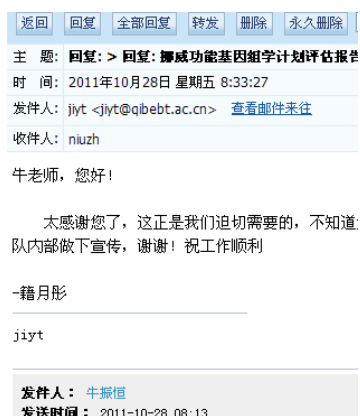 返回 回复 全部回复 转发 删除 永久删除
主 题: 回复: > 回复: 挪威功能基因组学计划评估报告
时 间: 2011年10月28日 星期五 8:33:27
发件人: jiyt <jiyt@qibebt.ac.cn> 查看邮件来往
收件人: niuzh
牛老师，您好！
太感谢您了，这正是我们迫切需要的，不知道
队内部做下宣传，谢谢！祝工作顺利
-籍月彤
jiyt
发件人： 牛振恒
发送时间： 2011-10-28 08:13